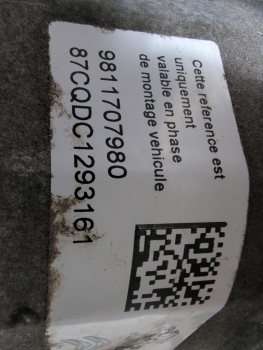 Cette reference est
uniquement
valable en phase
de montage vehicule
9811707980
87CQDC1293161